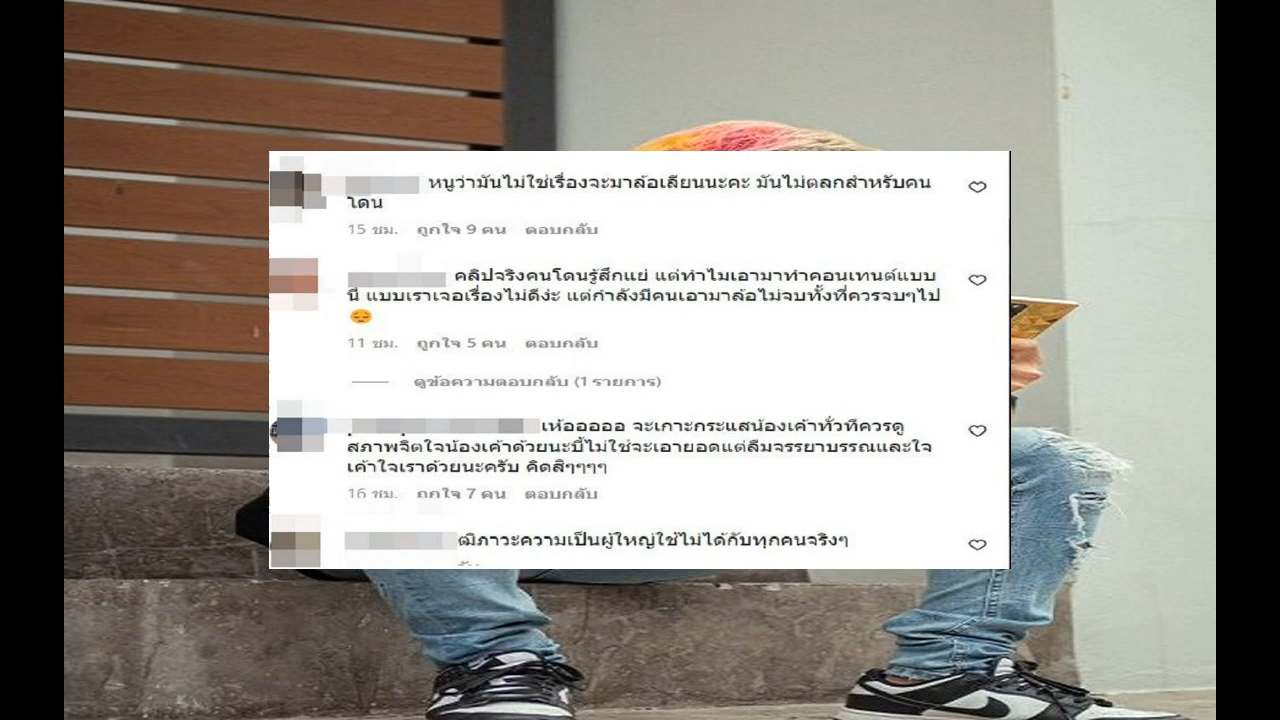 หนูว่ามันไม่ใช่เรื่องจะมาล้อเลียนนะคะ มันไม่ตลกสำหรับคน
โดน
15 ชม. ถูกใจ 9 คน ตอบกลับ
คลิปจริงคนโดนรู้สึกแย่ แต่ทำไมเอามาทำคอนเทนต์แบบ
นี้ แบบเราเจอเรื่องไม่ดีง่ะ แต่กำลังมีคนเอามาล้อไม่จบทั้งที่ควรจบๆไป
😔
11 ชม. ถูกใจ 5 คน ตอบกลับ
ดูข้อความตอบกลับ (1 รายการ)
เห้อออออ จะเกาะกระแสน้องเค้าทั่วที่ควรดู
สภาพจิตใจน้องเค้าด้วยนะบี้ไม่ใช่จะเอายอดแต่ลืมจรรยาบรรณและใจ
เค้าใจเราด้วยนะครับ คิดสิๆๆๆๆ
16 ชม. ถูกใจ 7 คน ตอบกลับ
วุฒิภาวะความเป็นผู้ใหญ่ใช้ไม่ได้กับทุกคนจริงๆ